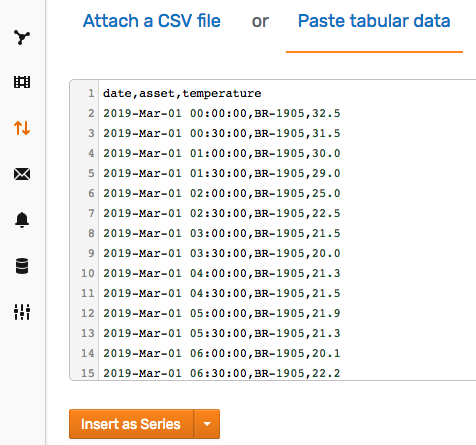 Attach a CSV file or Paste tabular data
1 date,asset,temperature
2 2019-Mar-01 00:00:00,BR-1905,32.5
3 2019-Mar-01 00:30:00,BR-1905,31.5
4 2019-Mar-01 01:00:00,BR-1905,30.0
5 2019-Mar-01 01:30:00,BR-1905,29.0
6 2019-Mar-01 02:00:00,BR-1905,25.0
7 2019-Mar-01 02:30:00,BR-1905,22.5
8 2019-Mar-01 03:00:00,BR-1905,21.5
9 2019-Mar-01 03:30:00,BR-1905,20.0
10 2019-Mar-01 04:00:00,BR-1905,21.3
11 2019-Mar-01 04:30:00,BR-1905,21.5
12 2019-Mar-01 05:00:00,BR-1905,21.9
13 2019-Mar-01 05:30:00,BR-1905,21.3
14 2019-Mar-01 06:00:00,BR-1905,20.1
15 2019-Mar-01 06:30:00,BR-1905,22.2
Insert as Series